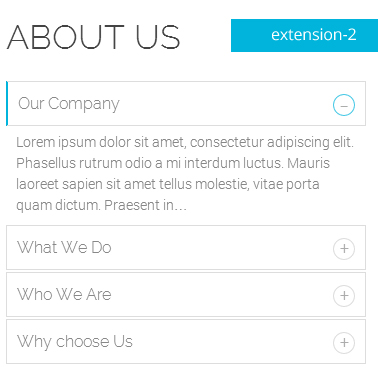 ABOUT US
extension-2
Our Company
Lorem ipsum dolor sit amet, consectetur adipiscing elit.
Phasellus rutrum odio a mi interdum luctus. Mauris
laoreet sapien sit amet tellus molestie, vitae porta
quam dictum. Praesent in...
What We Do
Who We Are
Why choose Us